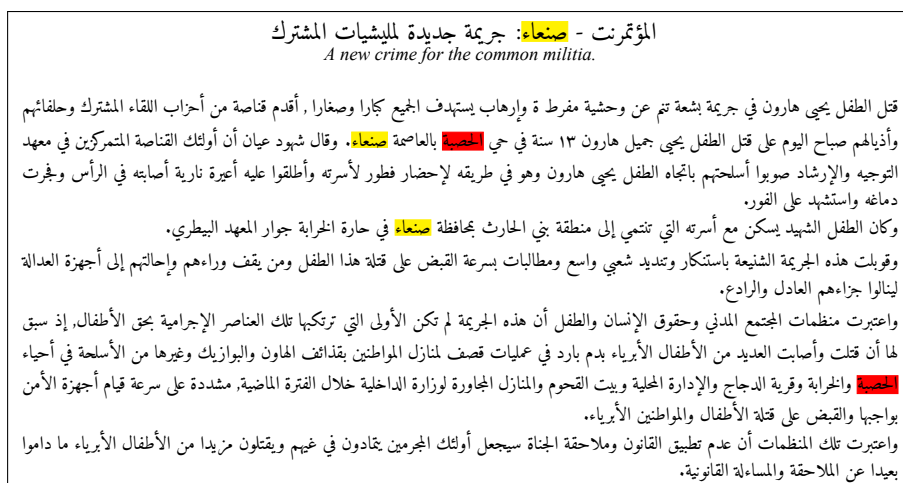 المؤتمرنت - صنعاء: جريمة جديدة لمليشيات المشترك
A new crime for the common militia.
قتل الطفل يحيى هارون في جريمة بشعة تنم عن وحشية مفرط ة وإرهاب يستهدف الجميع كبارا وصغارا , أقدم قناصة من أحزاب اللقاء المشترك وحلفائهم
وأذيالهم صباح اليوم على قتل الطفل يحيى جميل هارون ١٣ سنة في حي الحصبة بالعاصمة صنعاء. وقال شهود عيان أن أولئك القناصة المتمركزين في معهد
التوجيه والإرشاد صوبوا أسلحتهم باتجاه الطفل يحيى هارون وهو في طريقه لإحضار فطور لأسرته وأطلقوا عليه أعيرة نارية أصابته في الرأس وفجرت
دماغه واستشهد على الفور.
وكان الطفل الشهيد يسكن مع أسرته التي تنتمي إلى منطقة بني الحارث بمحافظة صنعاء في حارة الخرابة جوار المعهد البيطري.
وقوبلت هذه الجريمة الشنيعة باستنكار وتنديد شعبي واسع ومطالبات بسرعة القبض على قتلة هذا الطفل ومن يقف وراءهم وإحالتهم إلى أجهزة العدالة
لينالوا جزاءهم العادل والرادع.
واعتبرت منظمات المجتمع المدني وحقوق الإنسان والطفل أن هذه الجريمة لم تكن الأولى التي ترتكبها تلك العناصر الإجرامية بحق الأطفال, إذ سبق
لها أن قتلت وأصابت العديد من الأطفال الأبرياء بدم بارد في عمليات قصف لمنازل المواطنين بقذائف الهاون والبوازيك وغيرها من الأسلحة في أحياء
الحصبة والخرابة وقرية الدجاج والإدارة المحلية وبيت القحوم والمنازل المجاورة لوزارة الداخلية خلال الفترة الماضية, مشددة على سرعة قيام أجهزة الأمن
بواجبها والقبض على قتلة الأطفال والمواطنين الأبرياء.
واعتبرت تلك المنظمات أن عدم تطبيق القانون وملاحقة الجناة سيجعل أولئك المجرمين يتمادون في غيهم ويقتلون مزيدا من الأطفال الأبرياء ما داموا
بعيدا عن الملاحقة والمساءلة القانونية.